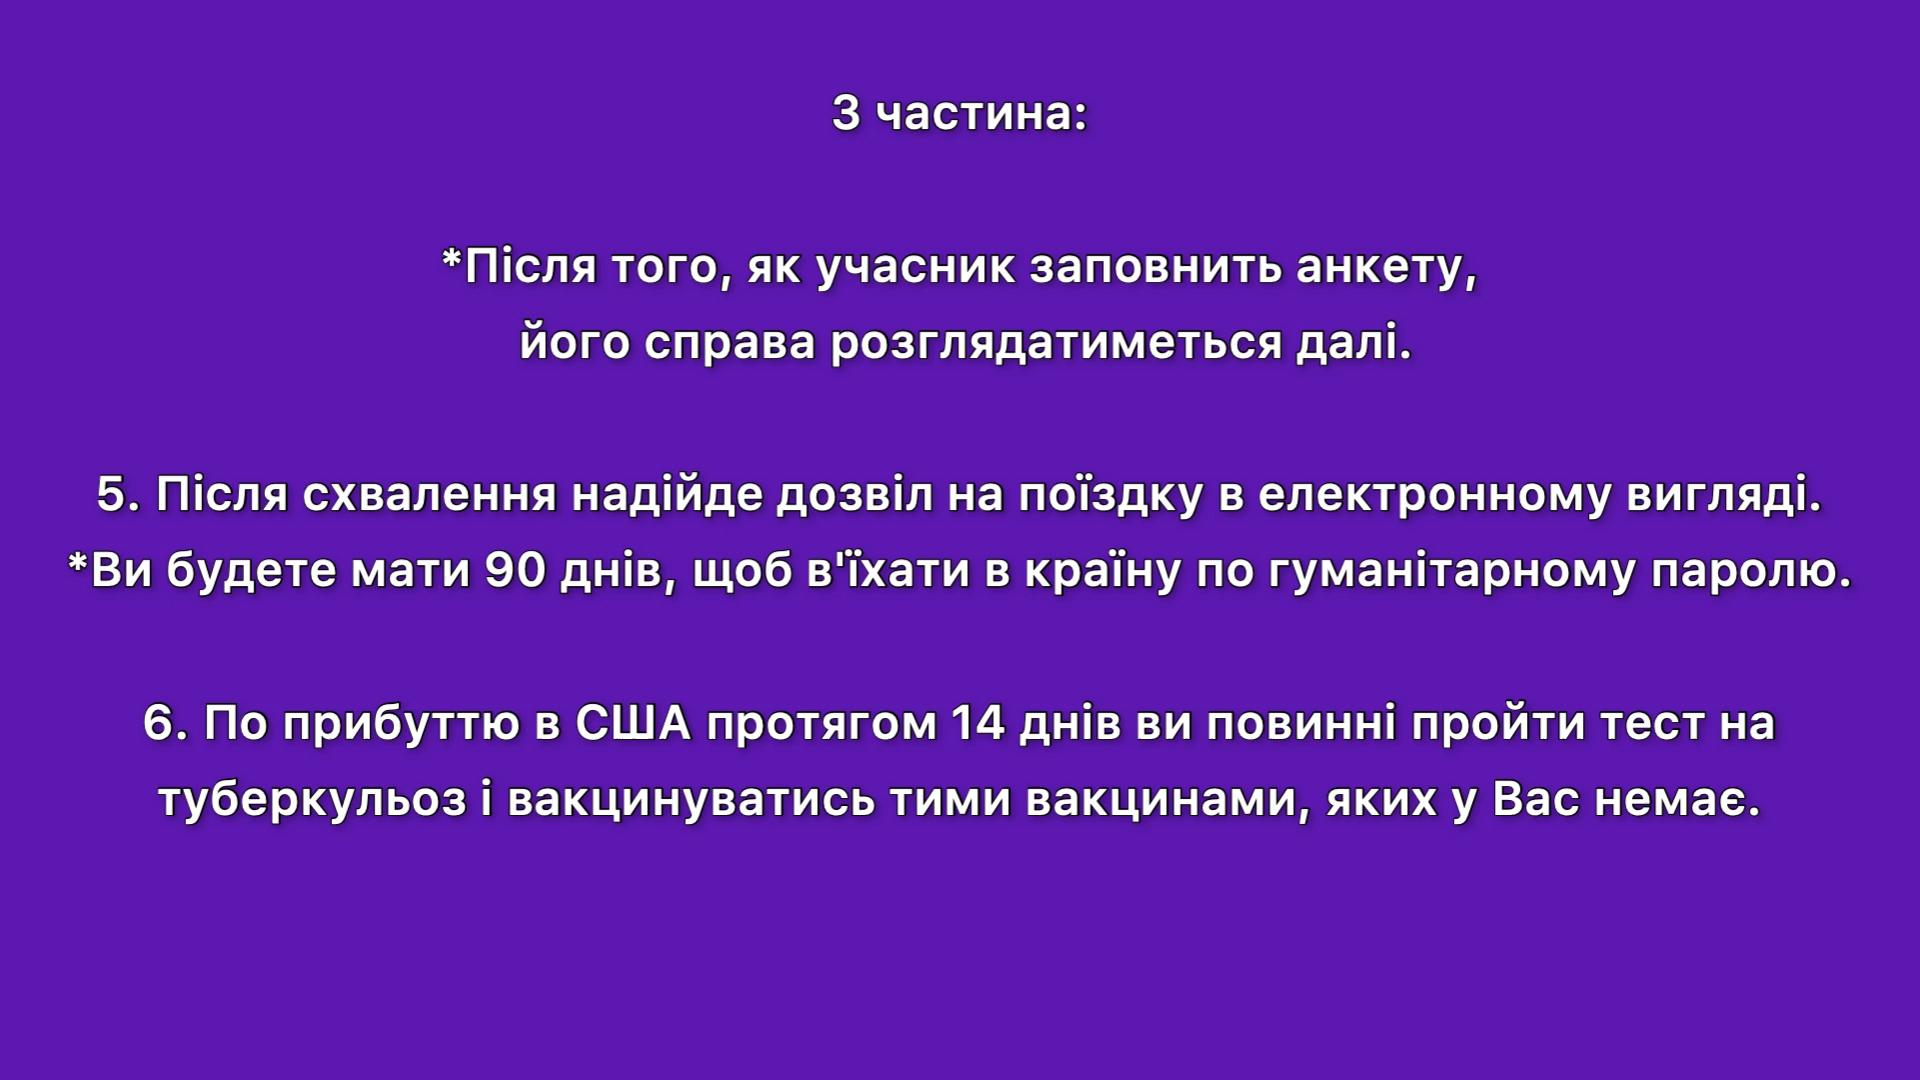 3 частина:
*Після того, як учасник заповнить анкету,
його справа розглядатиметься далі.
5. Після схвалення надійде дозвіл на поїздку в електронному вигляді.
*Ви будете мати 90 днів, щоб в'їхати в країну по гуманітарному паролю.
6. По прибуттю в США протягом 14 днів ви повинні пройти тест на
туберкульоз і вакцинуватись тими вакцинами, яких у Вас немає.